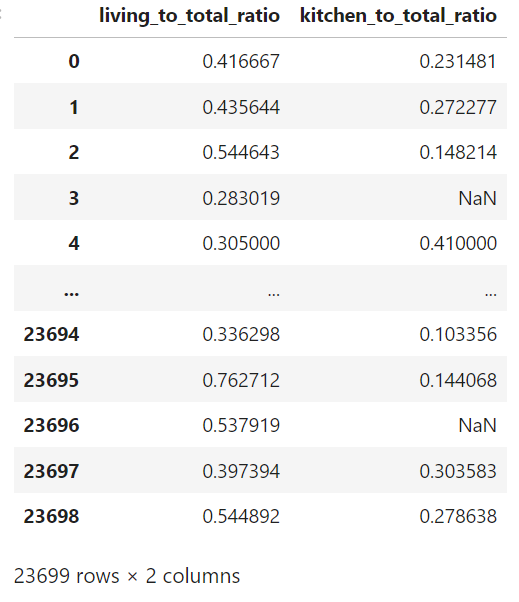 living_to_total_ratio kitchen_to_total_ratio
0 0.416667 0.231481
1 0.435644 0.272277
2 0.544643 0.148214
3 0.283019 NaN
4 0.305000 0.410000
... ... ...
23694 0.336298 0.103356
23695 0.762712 0.144068
23696 0.537919 NaN
23697 0.397394 0.303583
23698 0.544892 0.278638
23699 rows × 2 columns